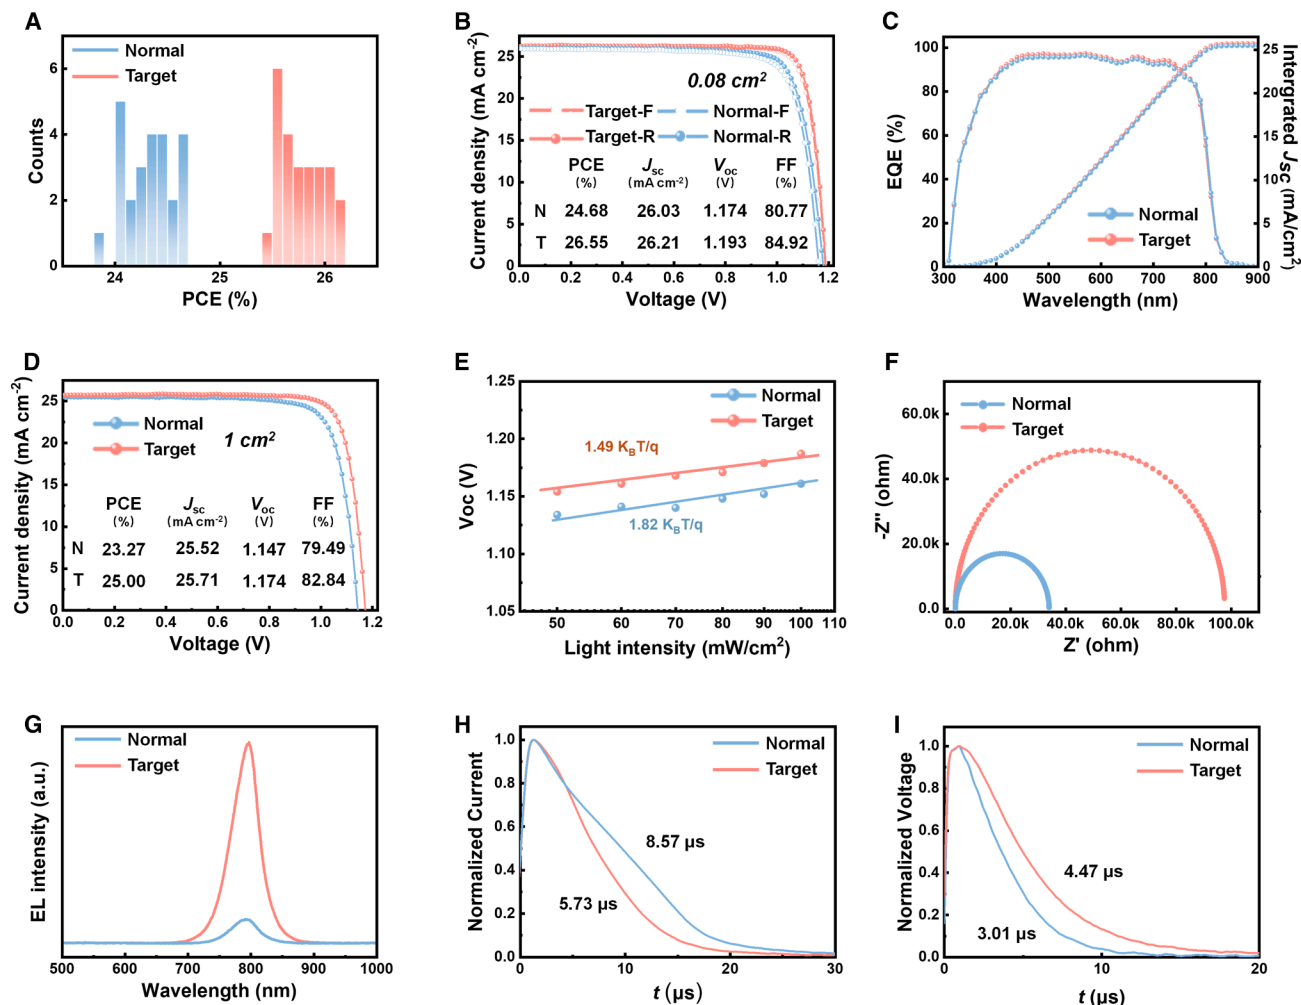 A
Normal
Target
Counts
6
4
2
0
24
25
26
PCE (%)
B
Current density (mA cm⁻²)
25
20
15
10
5
0
0.08 cm²
Target-F
Normal-F
Target-R
Normal-R
PCE Jsc Voc FF
(%) (mA cm⁻²) (V) (%)
N 24.68 26.03 1.174 80.77
T 26.55 26.21 1.193 84.92
0.0 0.2 0.4 0.6 0.8 1.0 1.2
Voltage (V)
C
EQE (%)
100
80
60
40
20
0
Normal
Target
25
20
15
10
5
0
Intergrated Jsc (mA/cm²)
300 400 500 600 700 800 900
Wavelength (nm)
D
Current density (mA cm⁻²)
25
20
15
10
5
0
Normal
Target
1 cm²
PCE Jsc Voc FF
(%) (mA cm⁻²) (V) (%)
N 23.27 25.52 1.147 79.49
T 25.00 25.71 1.174 82.84
0.0 0.2 0.4 0.6 0.8 1.0 1.2
Voltage (V)
E
Voc (V)
1.25
1.20
1.15
1.10
1.05
Normal
Target
1.49 KBT/q
1.82 KBT/q
50 60 70 80 90 100 110
Light intensity (mW/cm²)
F
-Z'' (ohm)
60.0k
40.0k
20.0k
0.0
Normal
Target
0.0 20.0k 40.0k 60.0k 80.0k 100.0k
Z' (ohm)
G
EL intensity (a.u.)
Normal
Target
500 600 700 800 900 1000
Wavelength (nm)
H
Normalized Current
1.0
0.8
0.6
0.4
0.2
0.0
Normal
Target
8.57 µs
5.73 µs
0 10 20 30
t (µs)
I
Normalized Voltage
1.0
0.8
0.6
0.4
0.2
0.0
Normal
Target
4.47 µs
3.01 µs
0 10 20
t (µs)